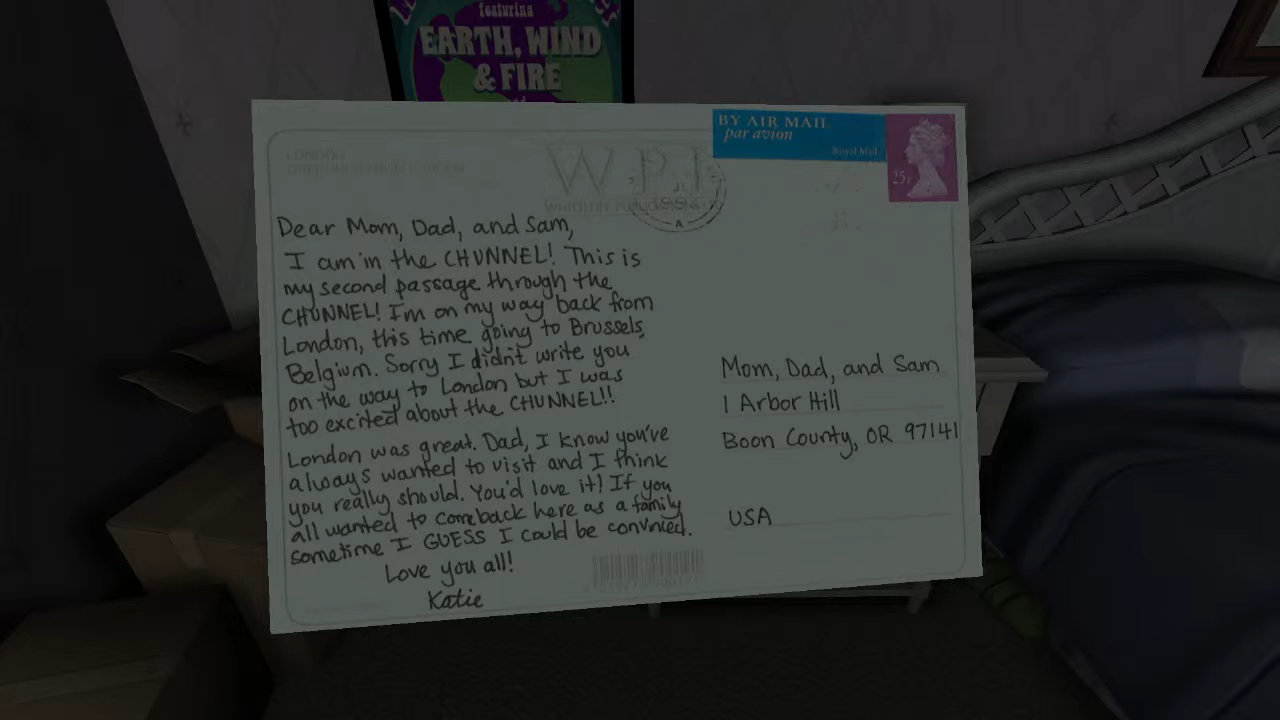 featuring
EARTH, WIND
& FIRE
BY AIR MAIL
par avion
Royal Mail
25p
LONDON
WPL
A
Dear Mom, Dad, and Sam,
I am in the CHUNNEL! This is
my second passage through the
CHUNNEL! I'm on my way back from
London, this time going to Brussels,
Belgium. Sorry I didn't write you
on the way to London but I was
too excited about the CHUNNEL!!
London was great. Dad, I know you've
always wanted to visit and I think
you really should. You'd love it! If you
all wanted to come back here as a family
sometime I GUESS I could be convinced.
Love you all!
Katie
Mom, Dad, and Sam
1 Arbor Hill
Boon County, OR 97141
USA